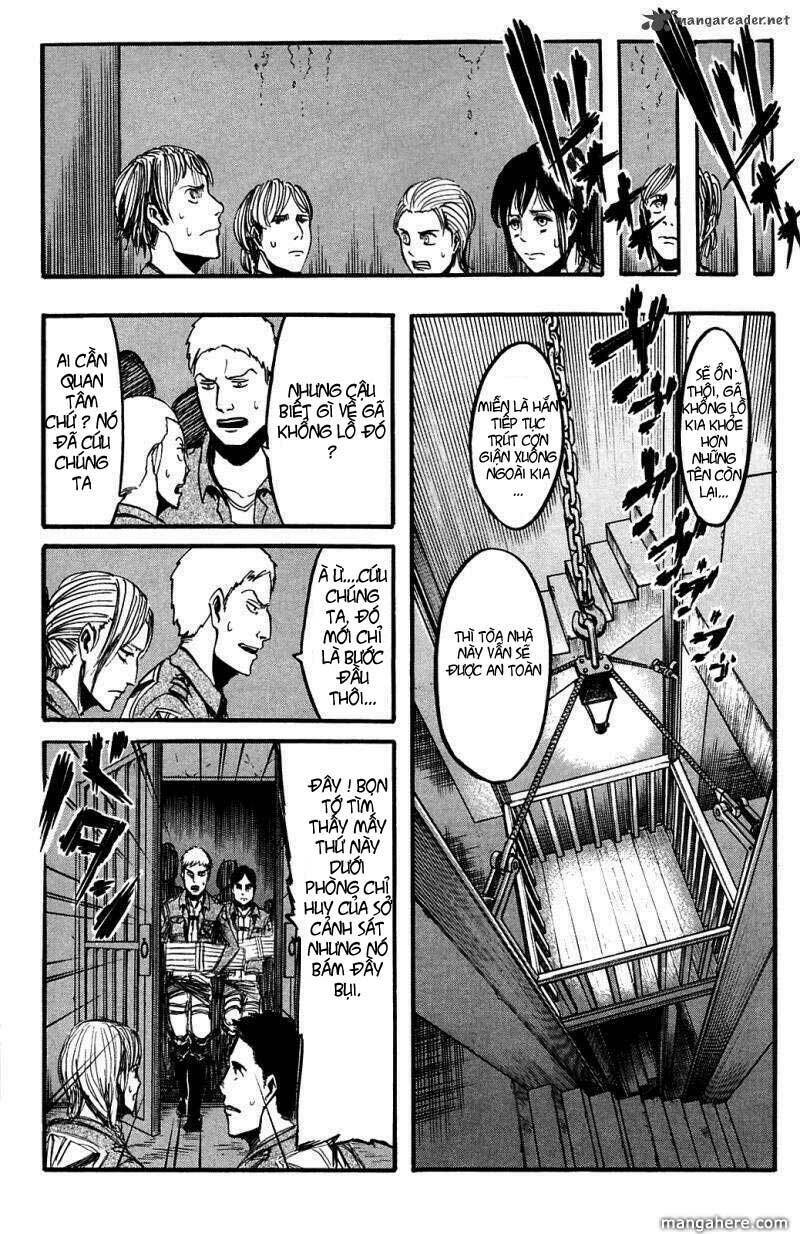 mangareader.net
SẼ ỔN
THÔI, GÃ
KHỔNG LỒ
KIA KHỎE
HƠN
NHỮNG
TÊN CÒN
LẠI...
MIỄN LÀ HẮN
TIẾP TỤC
TRÚT CƠN
GIẬN XUỐNG
NGOÀI KIA
...
THÌ TÒA NHÀ
NÀY VẪN SẼ
ĐƯỢC AN TOÀN
NHƯNG CẬU
BIẾT GÌ VỀ GÃ
KHỔNG LỒ ĐÓ
?
AI CẦN
QUAN
TÂM
CHỨ ? NÓ
ĐÃ CỨU
CHÚNG
TA
À Ừ....CỨU
CHÚNG
TA, ĐÓ
MỚI CHỈ
LÀ BƯỚC
ĐẦU
THÔI...
ĐÂY ! BỌN
TỚ TÌM
THẤY MẤY
THỨ NÀY
DƯỚI
PHÒNG CHỈ
HUY CỦA SỞ
CẢNH SÁT
NHƯNG NÓ
BÁM ĐẦY
BỤI.
www.mangahere.com